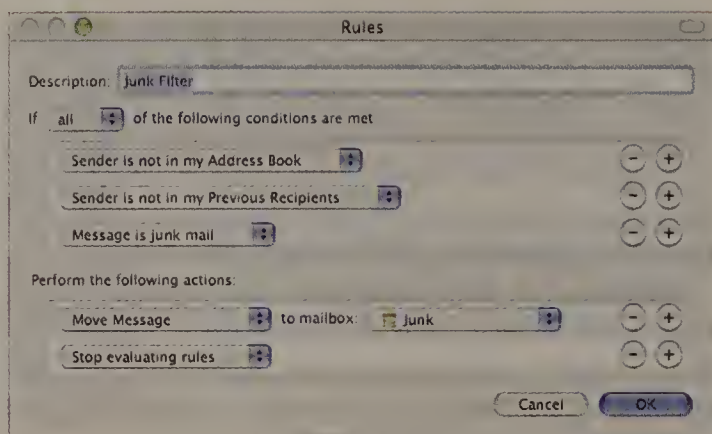 Rules
Description: Junk Filter
If all of the following conditions are met
Sender is not in my Address Book
Sender is not in my Previous Recipients
Message is junk mail
Perform the following actions:
Move Message to mailbox: Junk
Stop evaluating rules
Cancel OK